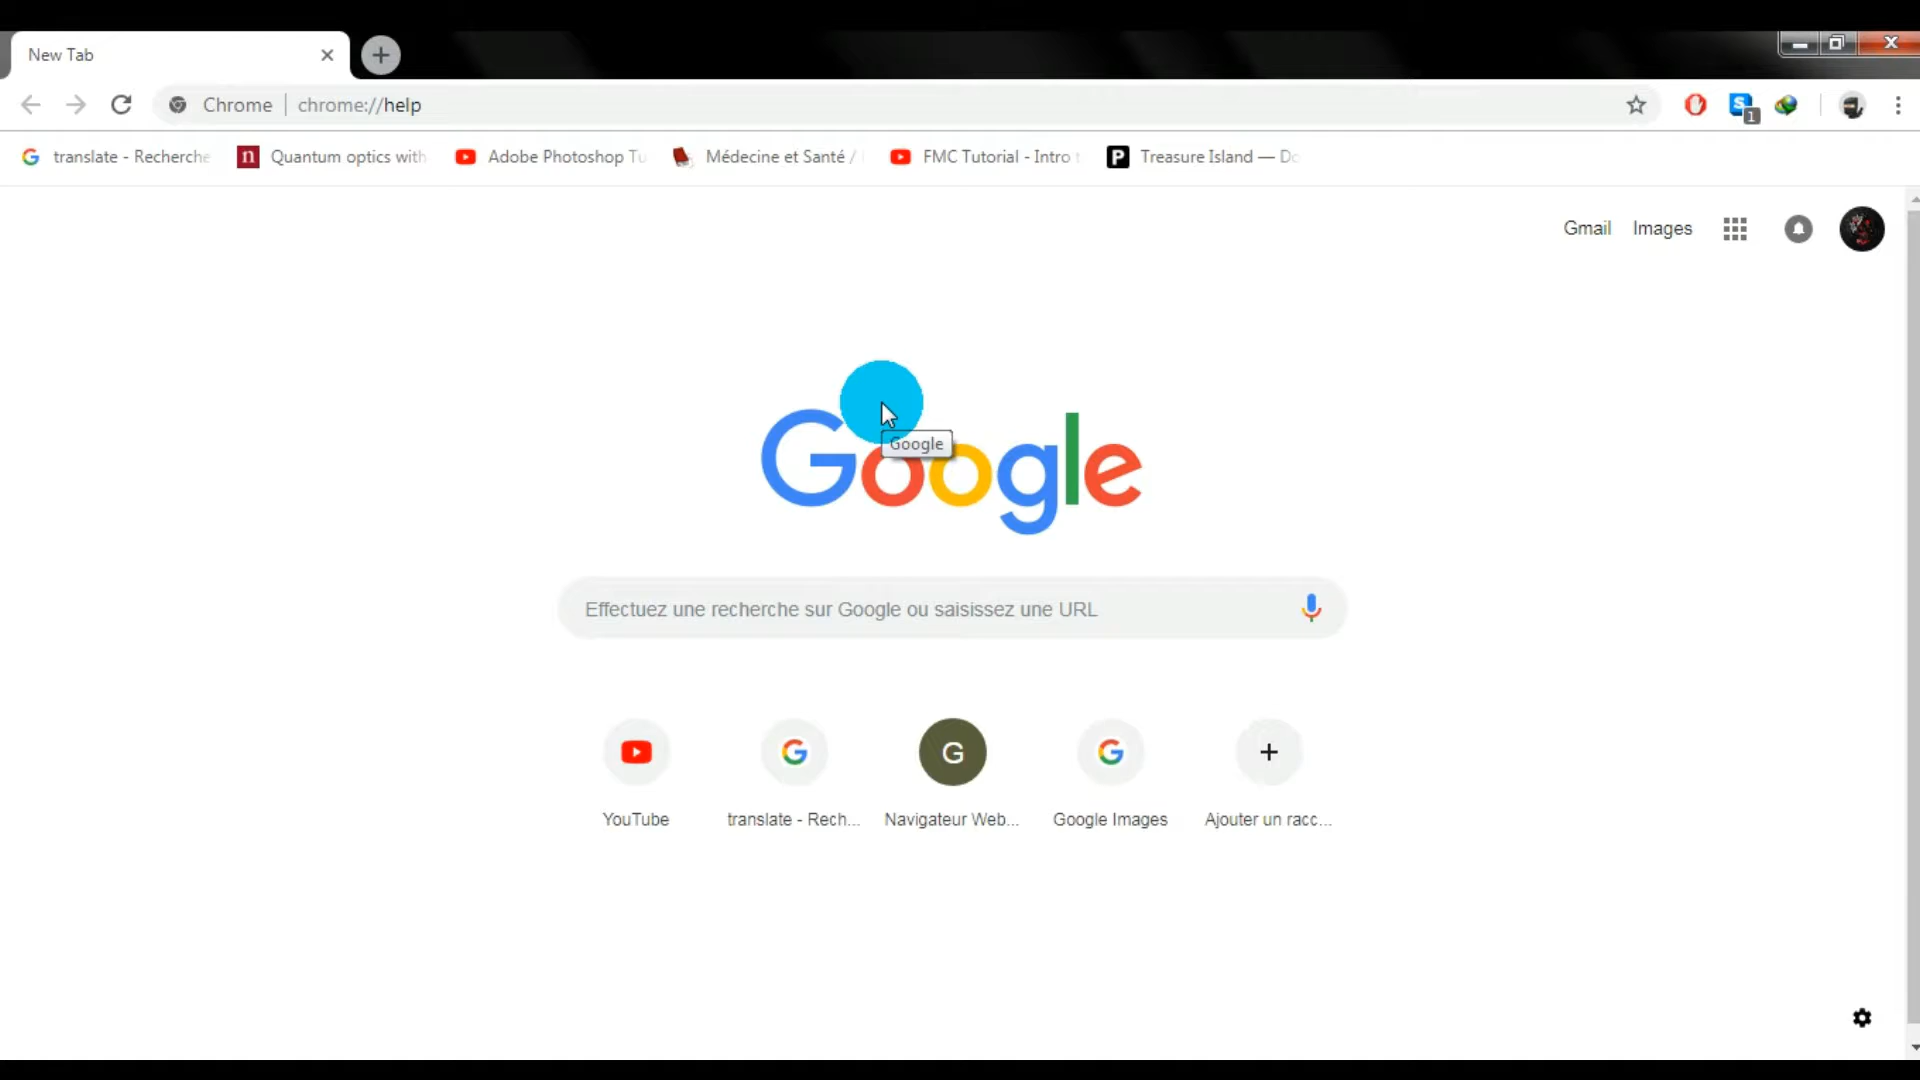 New Tab
Chrome chrome://help
translate - Recherche Quantum optics with Adobe Photoshop Tu Médecine et Santé / FMC Tutorial - Intro t Treasure Island — Do
Gmail Images
Google
Google
Effectuez une recherche sur Google ou saisissez une URL
G
YouTube translate - Rech... Navigateur Web... Google Images Ajouter un racc...